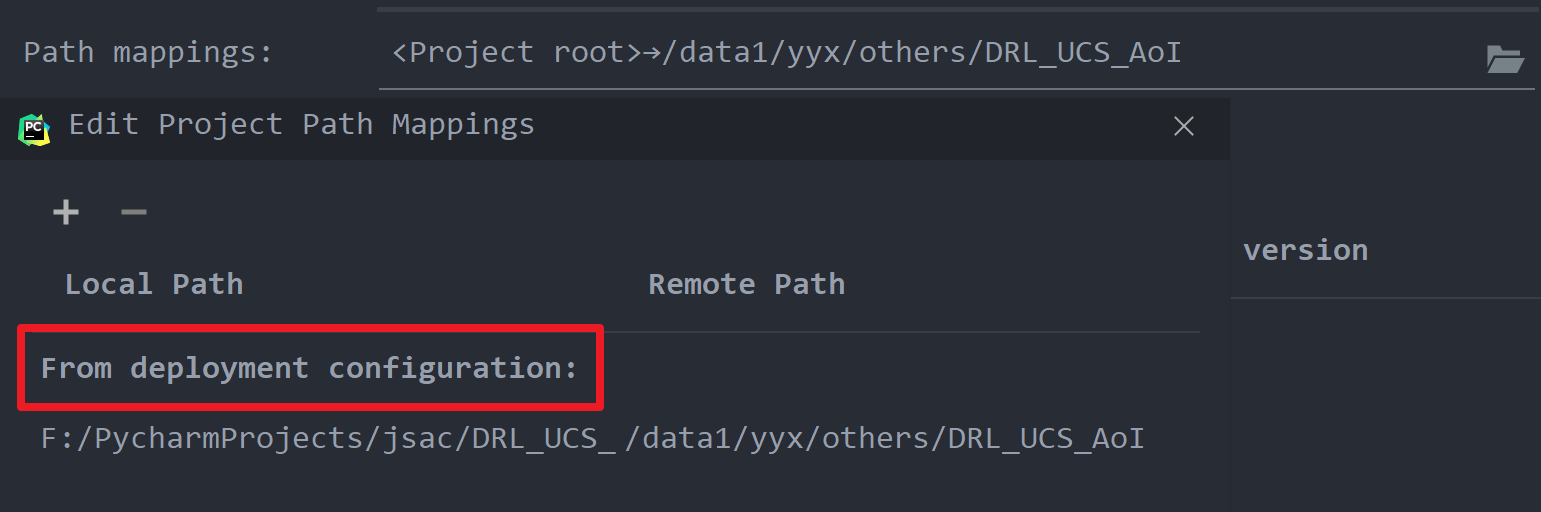 Path mappings: <Project root>→/data1/yyx/others/DRL_UCS_AoI
PC Edit Project Path Mappings
version
Local Path Remote Path
From deployment configuration:
F:/PycharmProjects/jsac/DRL_UCS_ /data1/yyx/others/DRL_UCS_AoI